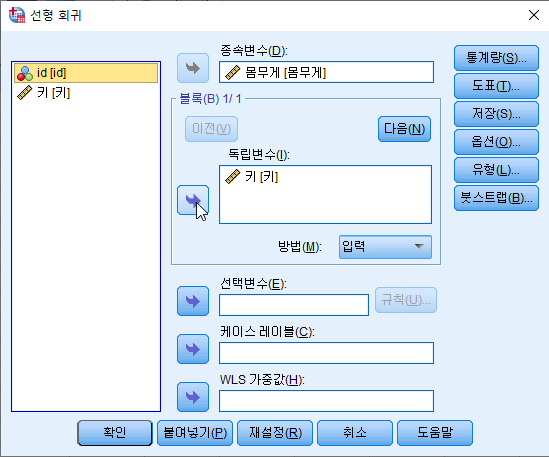 선형 회귀
id [id]
키 [키]
종속변수(D):
몸무게 [몸무게]
블록(B) 1/ 1
이전(V)
다음(N)
독립변수(I):
키 [키]
방법(M):
입력
선택변수(E):
규칙(U)...
케이스 레이블(C):
WLS 가중값(H):
통계량(S)...
도표(T)...
저장(S)...
옵션(O)...
유형(L)...
붓스트랩(B)...
확인
붙여넣기(P)
재설정(R)
취소
도움말